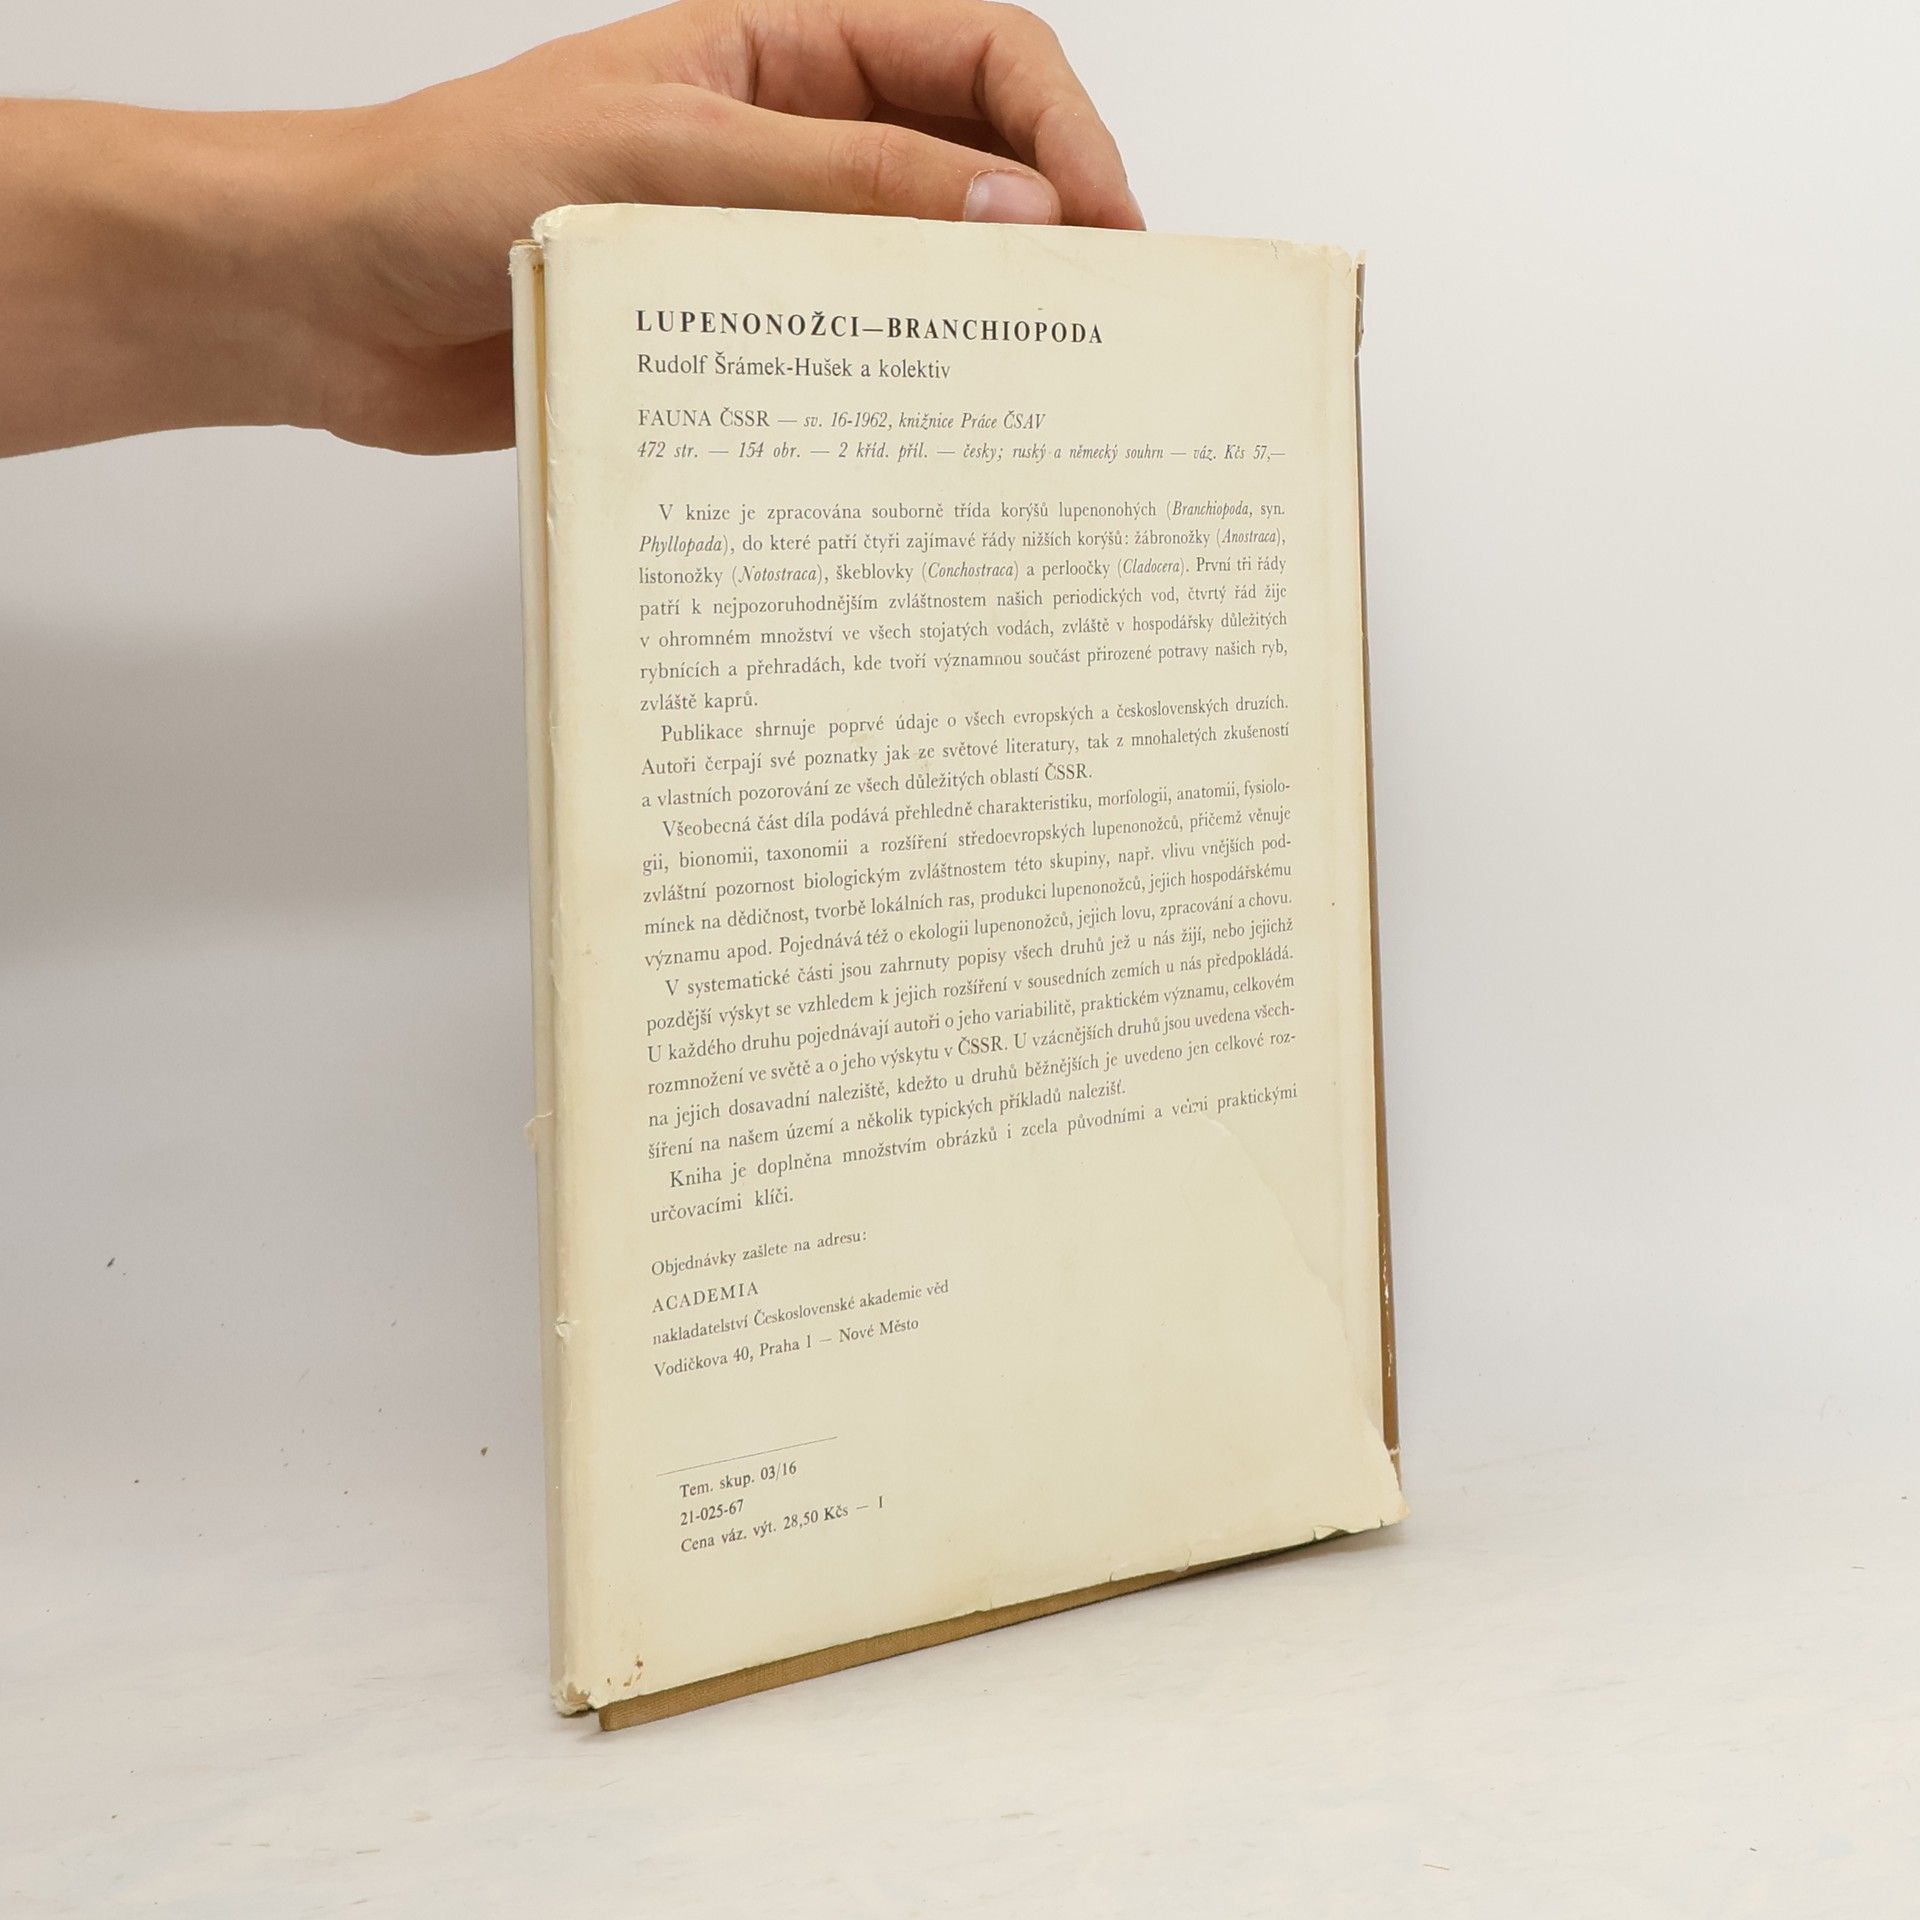 LUPENONOŽCI—BRANCHIOPODA
Rudolf Šrámek-Hušek a kolektiv
FAUNA ČSSR — sv. 16-1962, knižnice Práce ČSAV
472 str. — 154 obr. — 2 kříd. příl. — česky; ruský a německý souhrn — váz. Kčs 57,—
V knize je zpracována souborně třída korýšů lupenonohých (Branchiopoda, syn.
Phyllopada), do které patří čtyři zajímavé řády nižších korýšů: žábronožky (Anostraca),
listonožky (Notostraca), škeblovky (Conchostraca) a perloočky (Cladocera). První tři řády
patří k nejpozoruhodnějším zvláštnostem našich periodických vod, čtvrtý řád žije
v ohromném množství ve všech stojatých vodách, zvláště v hospodářsky důležitých
rybnících a přehradách, kde tvoří významnou součást přirozené potravy našich ryb,
zvláště kaprů.
Publikace shrnuje poprvé údaje o všech evropských a československých druzích.
Autoři čerpají své poznatky jak ze světové literatury, tak z mnohaletých zkušeností
a vlastních pozorování ze všech důležitých oblastí ČSSR.
Všeobecná část díla podává přehledně charakteristiku, morfologii, anatomii, fysiolo-
gii, bionomii, taxonomii a rozšíření středoevropských lupenonožců, přičemž věnuje
zvláštní pozornost biologickým zvláštnostem této skupiny, např. vlivu vnějších pod-
mínek na dědičnost, tvorbě lokálních ras, produkci lupenonožců, jejich hospodářskému
významu apod. Pojednává též o ekologii lupenonožců, jejich lovu, zpracování a chovu.
V systematické části jsou zahrnuty popisy všech druhů jež u nás žijí, nebo jejichž
pozdější výskyt se vzhledem k jejich rozšíření v sousedních zemích u nás předpokládá.
U každého druhu pojednávají autoři o jeho variabilitě, praktickém významu, celkovém
rozmnožení ve světě a o jeho výskytu v ČSSR. U vzácnějších druhů jsou uvedena všech-
na jejich dosavadní naleziště, kdežto u druhů běžnějších je uvedeno jen celkové roz-
šíření na našem území a několik typických příkladů nalezišť.
Kniha je doplněna množstvím obrázků i zcela původními a velmi praktickými
určovacími klíči.
Objednávky zašlete na adresu:
ACADEMIA
nakladatelství Československé akademie věd
Vodičkova 40, Praha 1 — Nové Město
Tem. skup. 03/16
21-025-67
Cena váz. výt. 28,50 Kčs — I